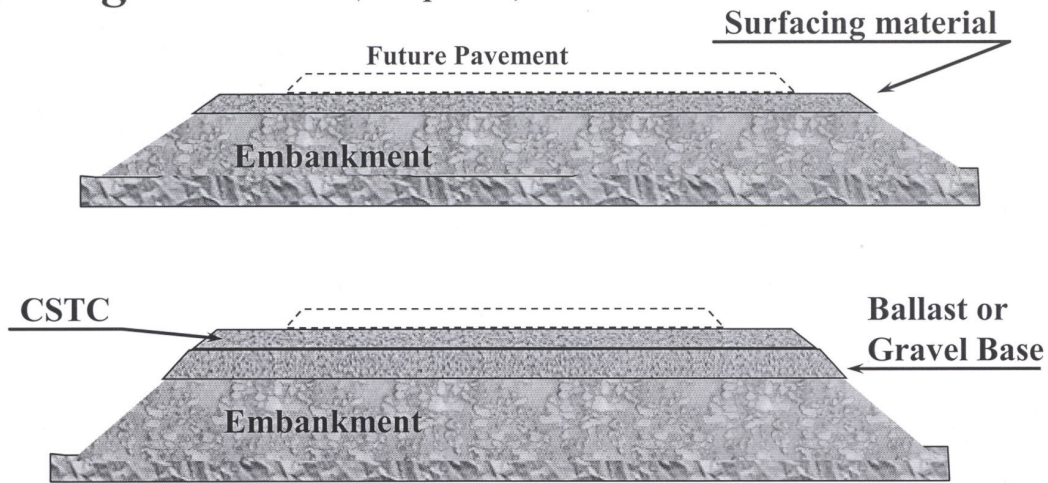 Surfacing material
Future Pavement
Embankment
CSTC
Ballast or
Gravel Base
Embankment